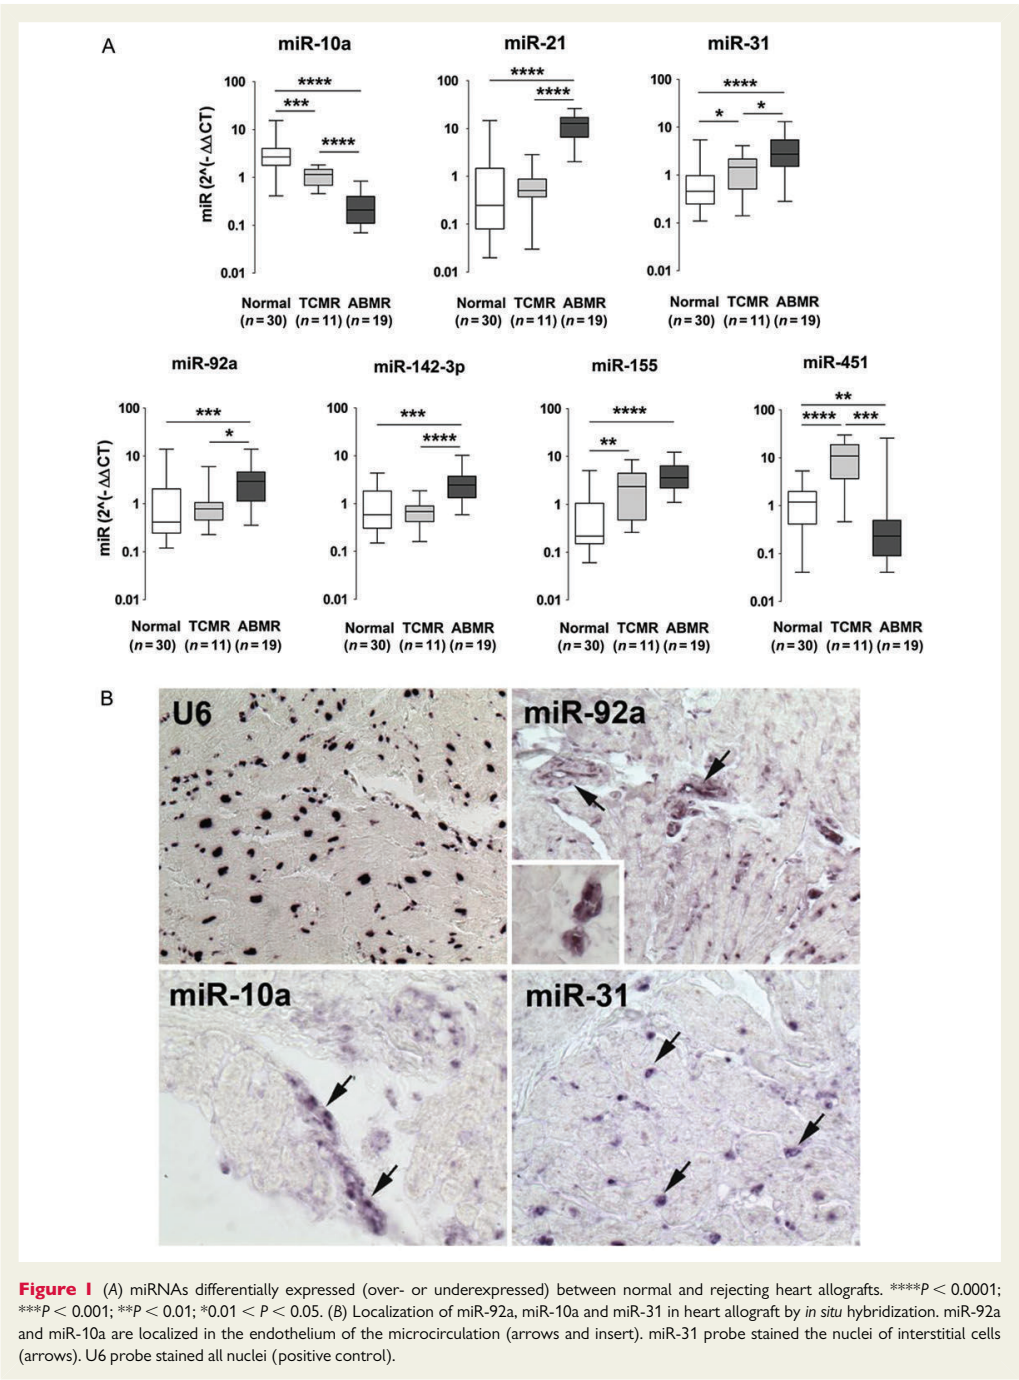 A
miR-10a
miR-21
miR-31
miR (2^(-ΔΔCT)
100
10
1
0.1
0.01
****
***
****
100
10
1
0.1
0.01
****
****
100
10
1
0.1
0.01
****
*
*
Normal TCMR ABMR
(n=30) (n=11) (n=19)
Normal TCMR ABMR
(n=30) (n=11) (n=19)
Normal TCMR ABMR
(n=30) (n=11) (n=19)
miR-92a
miR-142-3p
miR-155
miR-451
miR (2^(-ΔΔCT)
100
10
1
0.1
0.01
***
*
100
10
1
0.1
0.01
***
****
100
10
1
0.1
0.01
****
**
100
10
1
0.1
0.01
**
****
***
Normal TCMR ABMR
(n=30) (n=11) (n=19)
Normal TCMR ABMR
(n=30) (n=11) (n=19)
Normal TCMR ABMR
(n=30) (n=11) (n=19)
Normal TCMR ABMR
(n=30) (n=11) (n=19)
B
U6
miR-92a
miR-10a
miR-31
Figure 1 (A) miRNAs differentially expressed (over- or underexpressed) between normal and rejecting heart allografts. ****P < 0.0001;
***P < 0.001; **P < 0.01; *0.01 < P < 0.05. (B) Localization of miR-92a, miR-10a and miR-31 in heart allograft by in situ hybridization. miR-92a
and miR-10a are localized in the endothelium of the microcirculation (arrows and insert). miR-31 probe stained the nuclei of interstitial cells
(arrows). U6 probe stained all nuclei (positive control).